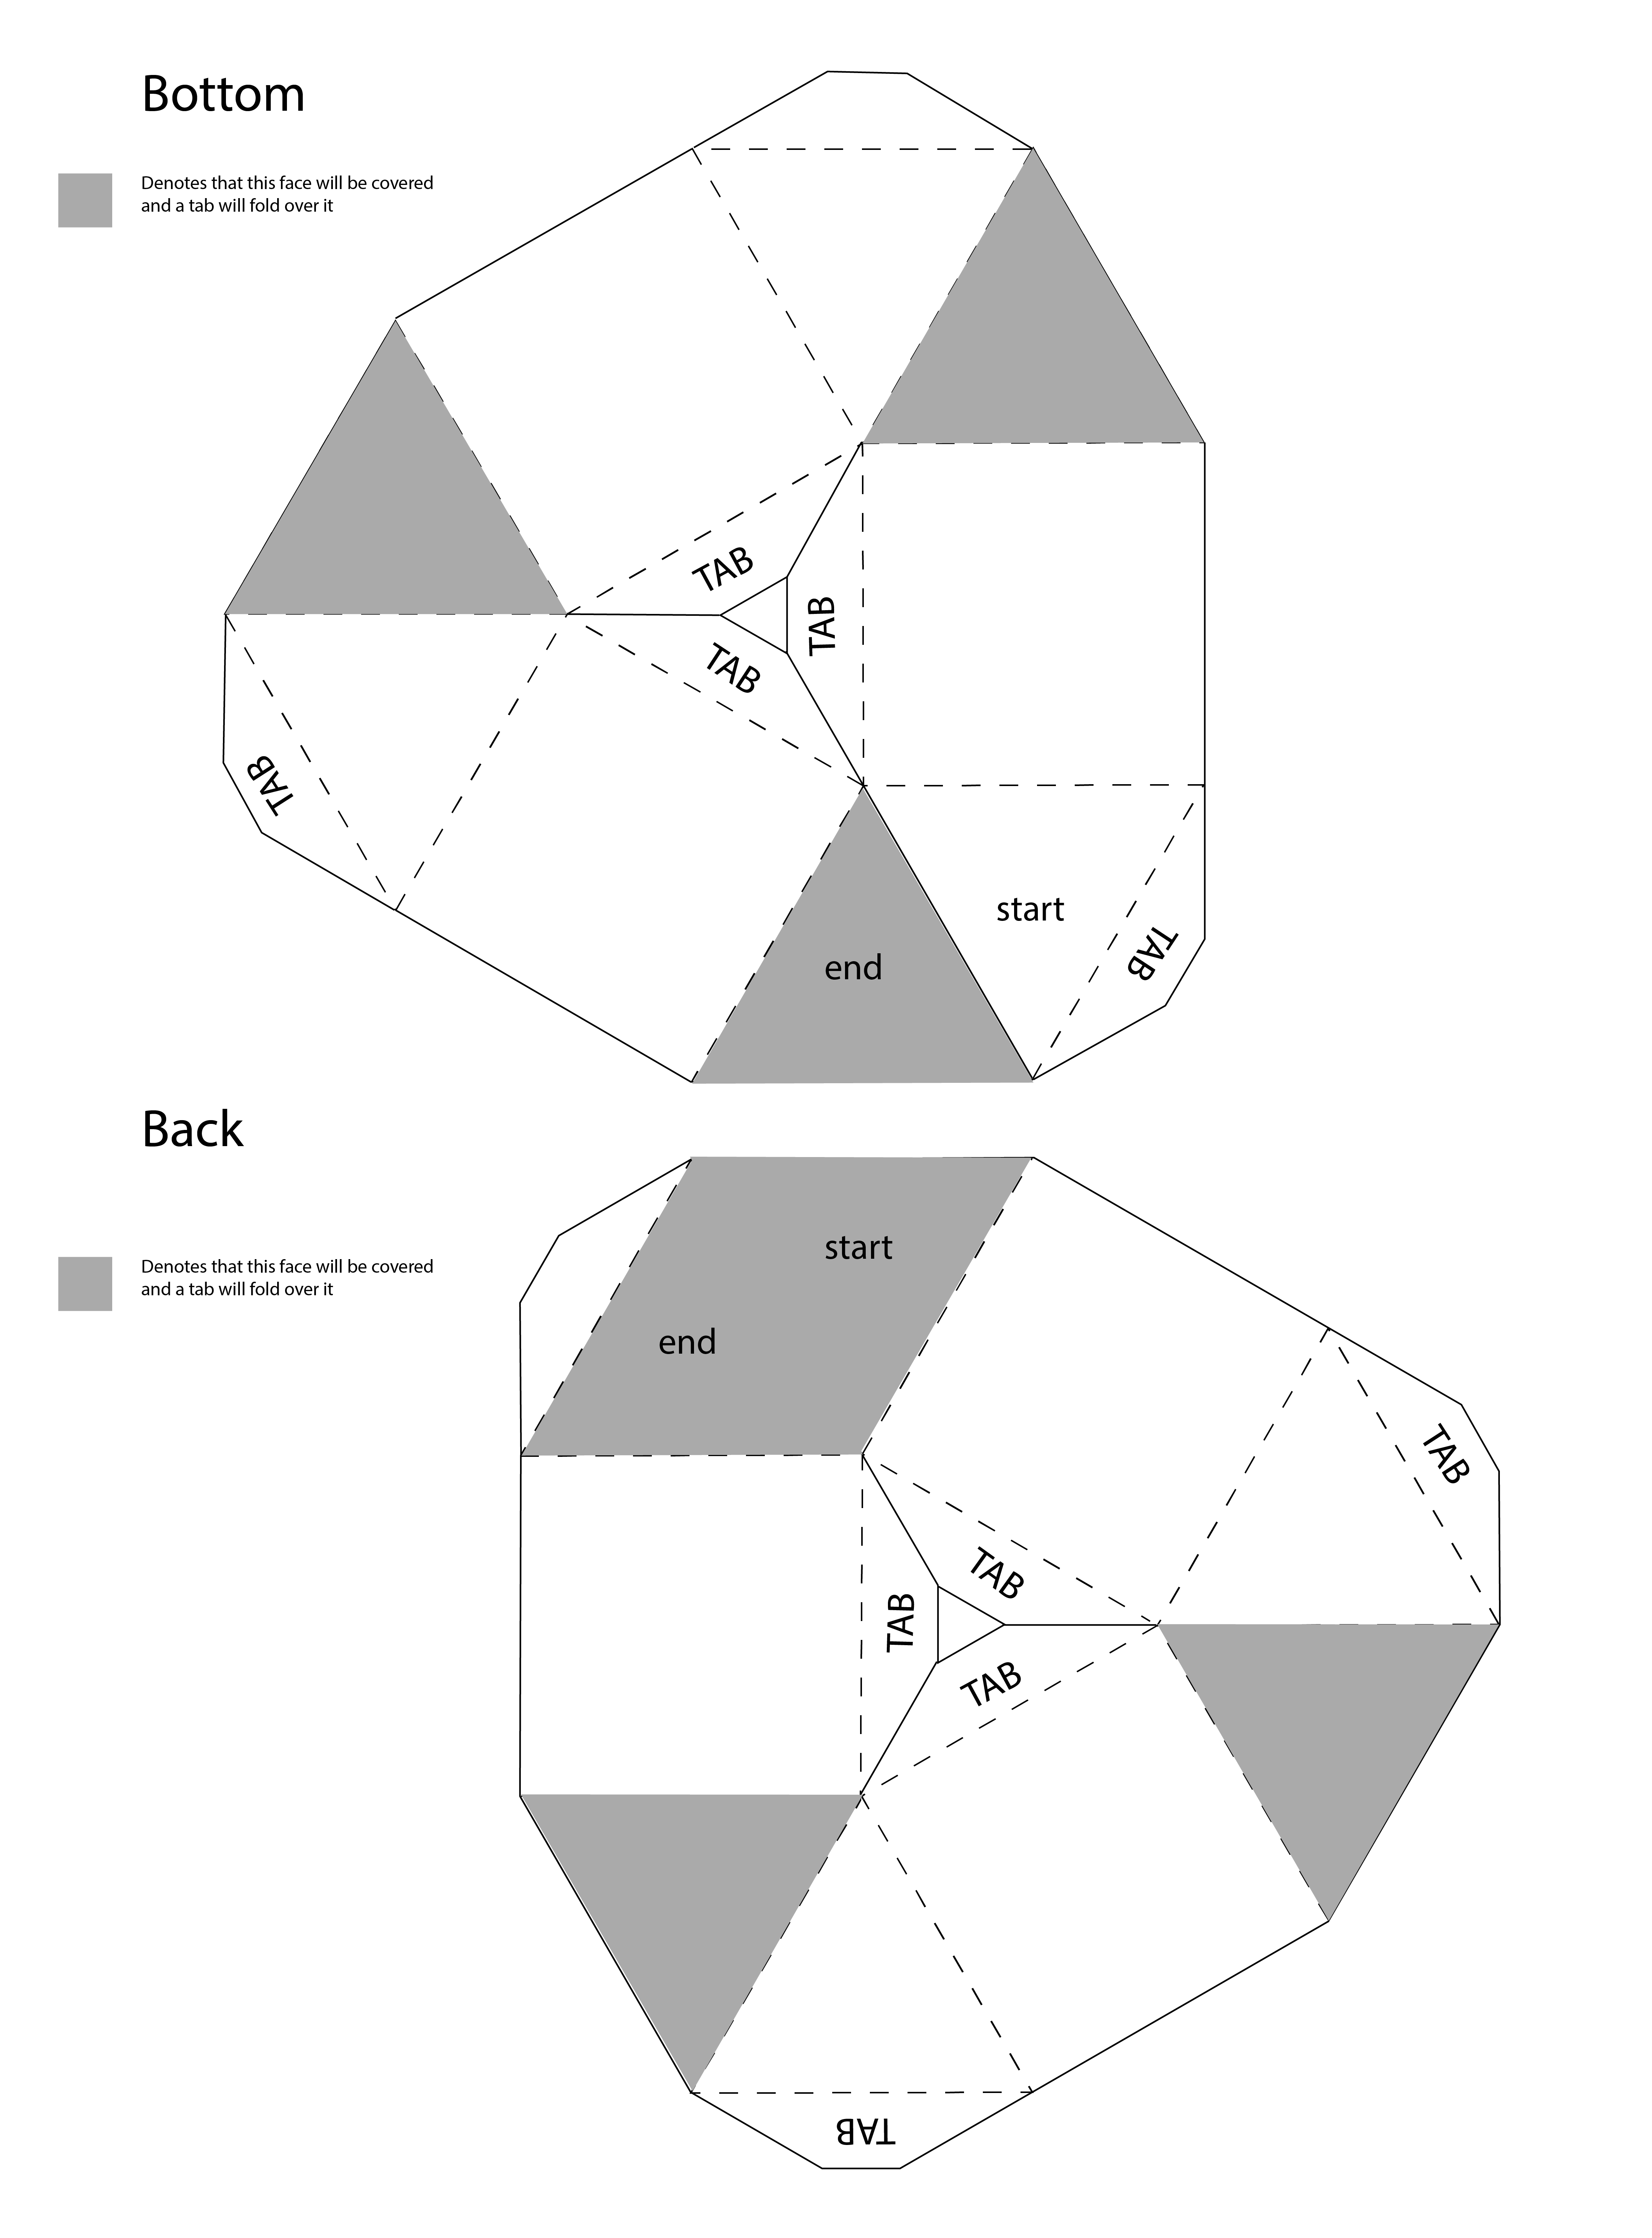 Bottom
Denotes that this face will be covered
and a tab will fold over it
TAB
TAB
TAB
TAB
start
TAB
end
Back
start
Denotes that this face will be covered
and a tab will fold over it
end
TAB
TAB
TAB
TAB
TAB